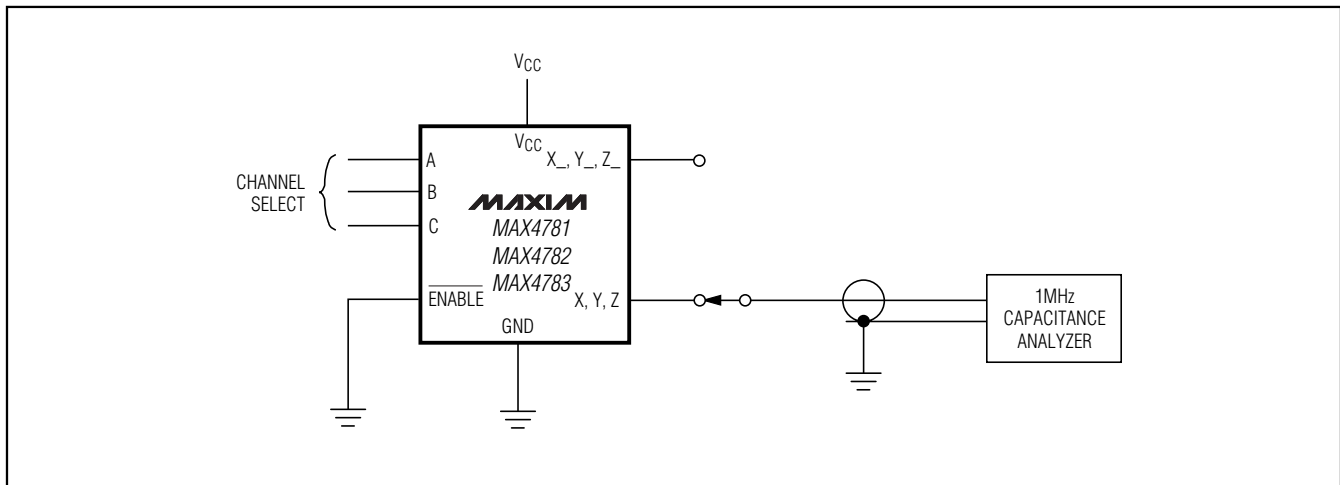 VCC
VCC
A
X_, Y_, Z_
CHANNEL
SELECT
B
MAXIM
C
MAX4781
MAX4782
MAX4783
ENABLE
X, Y, Z
GND
1MHz
CAPACITANCE
ANALYZER